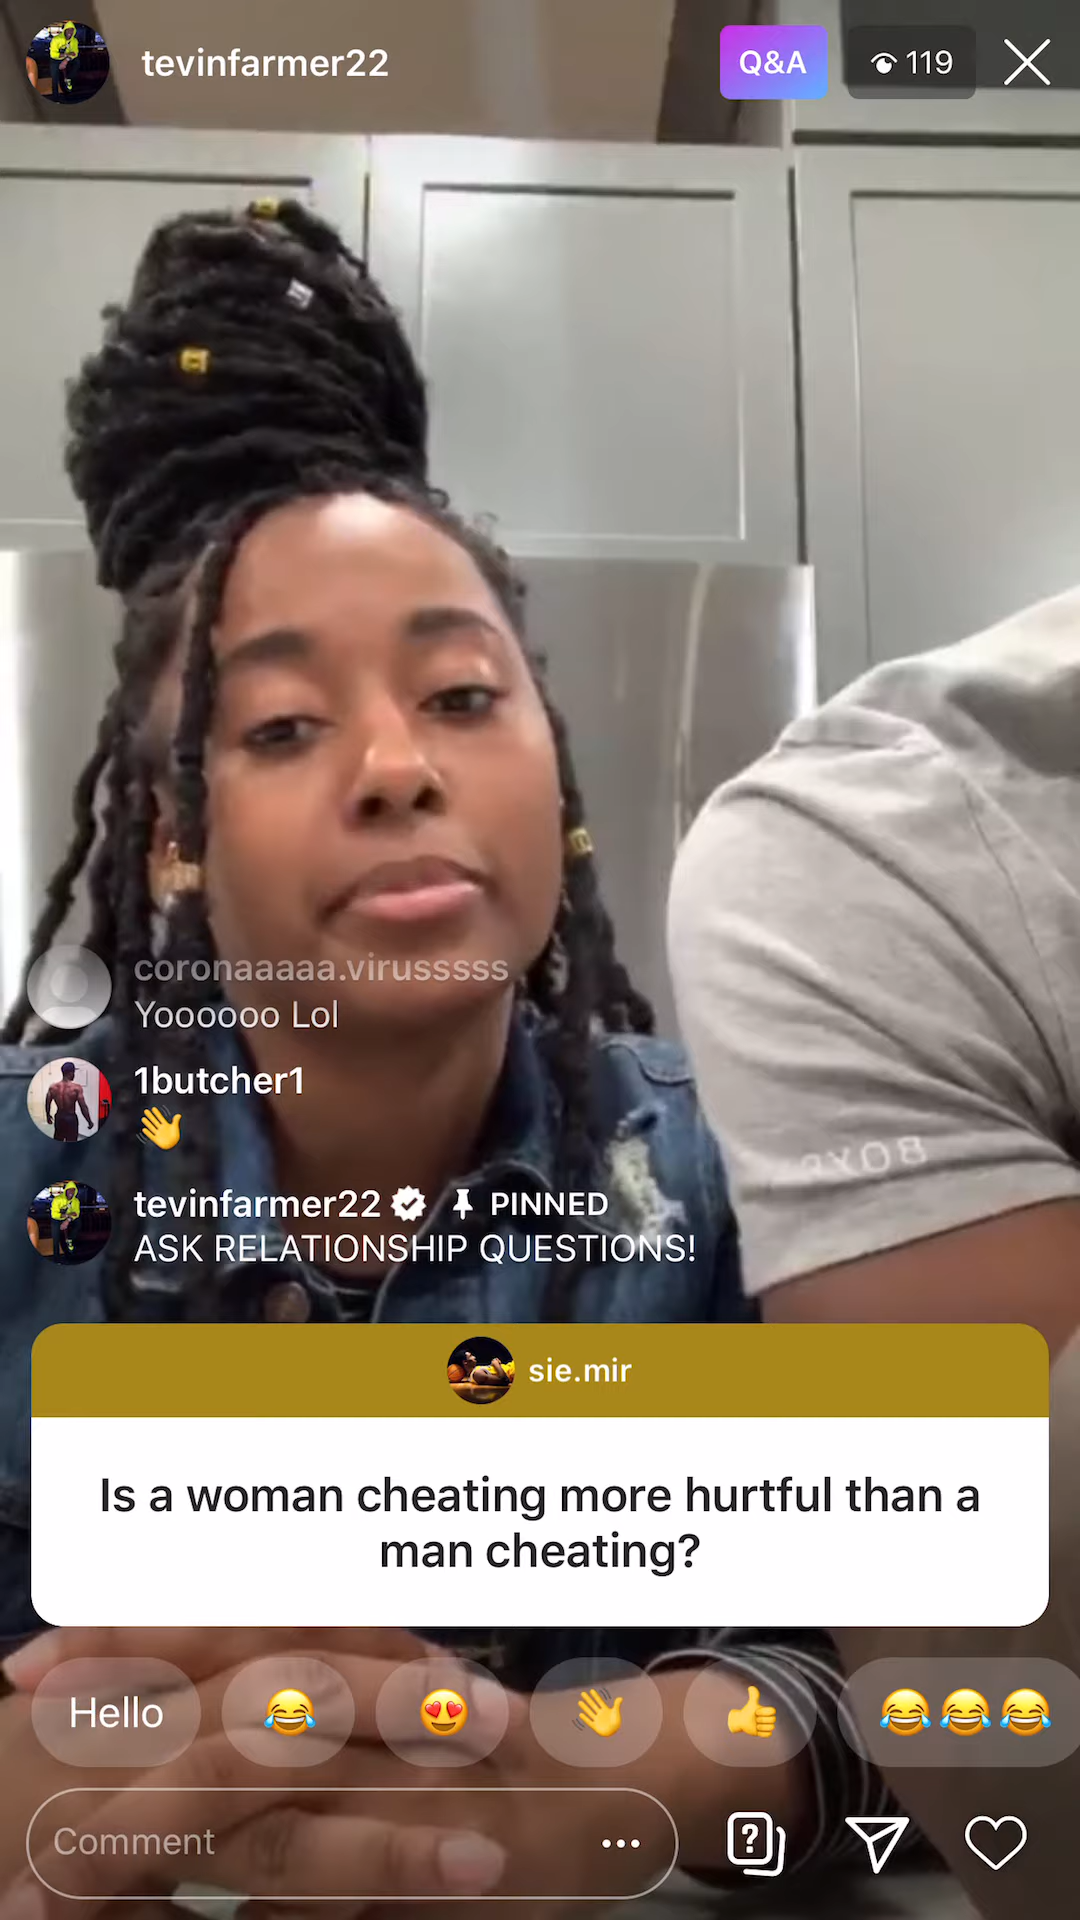 tevinfarmer22
Q&A
119
coronaaaaa.virusssss
Yoooooo Lol
1butcher1
👋
tevinfarmer22 PINNED
ASK RELATIONSHIP QUESTIONS!
sie.mir
Is a woman cheating more hurtful than a
man cheating?
Hello
😂
😍
👋
👍
😂😂😂
Comment